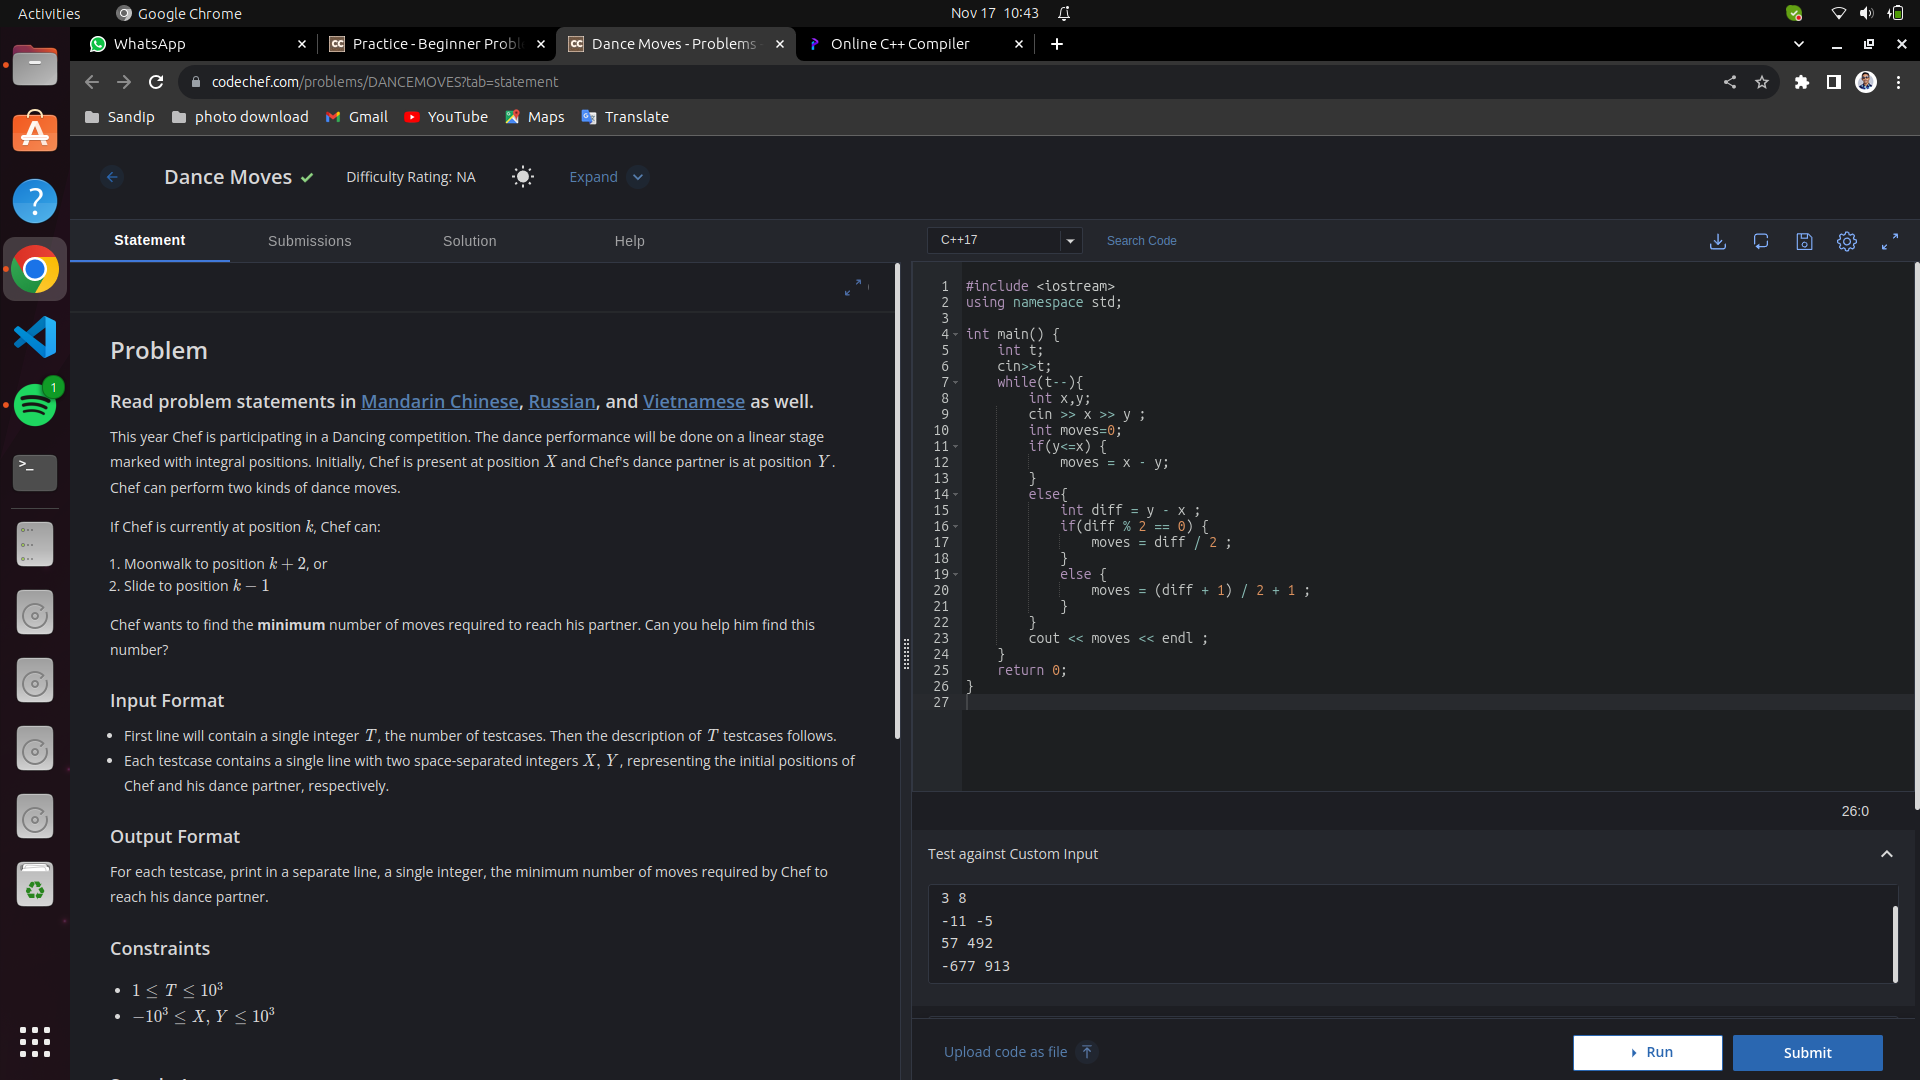 Activities
Google Chrome
Nov 17 10:43
WhatsApp
Practice - Beginner Probl
Dance Moves - Problems
Online C++ Compiler
codechef.com/problems/DANCEMOVES?tab=statement
Sandip
photo download
Gmail
YouTube
Maps
Translate
Dance Moves
Difficulty Rating: NA
Expand
Statement
Submissions
Solution
Help
Problem
Read problem statements in Mandarin Chinese, Russian, and Vietnamese as well.
This year Chef is participating in a Dancing competition. The dance performance will be done on a linear stage
marked with integral positions. Initially, Chef is present at position X and Chef's dance partner is at position Y.
Chef can perform two kinds of dance moves.
If Chef is currently at position k, Chef can:
1. Moonwalk to position k + 2, or
2. Slide to position k − 1
Chef wants to find the minimum number of moves required to reach his partner. Can you help him find this
number?
Input Format
• First line will contain a single integer T, the number of testcases. Then the description of T testcases follows.
• Each testcase contains a single line with two space-separated integers X, Y, representing the initial positions of
Chef and his dance partner, respectively.
Output Format
For each testcase, print in a separate line, a single integer, the minimum number of moves required by Chef to
reach his dance partner.
Constraints
• 1 ≤ T ≤ 10³
• −10³ ≤ X, Y ≤ 10³
C++17
Search Code
1 #include <iostream>
2 using namespace std;
3
4 int main() {
5 int t;
6 cin>>t;
7 while(t--){
8 int x,y;
9 cin >> x >> y ;
10 int moves=0;
11 if(y<=x) {
12 moves = x - y;
13 }
14 else{
15 int diff = y - x ;
16 if(diff % 2 == 0) {
17 moves = diff / 2 ;
18 }
19 else {
20 moves = (diff + 1) / 2 + 1 ;
21 }
22 }
23 cout << moves << endl ;
24 }
25 return 0;
26 }
27
26:0
Test against Custom Input
3 8
-11 -5
57 492
-677 913
Upload code as file
Run
Submit
1